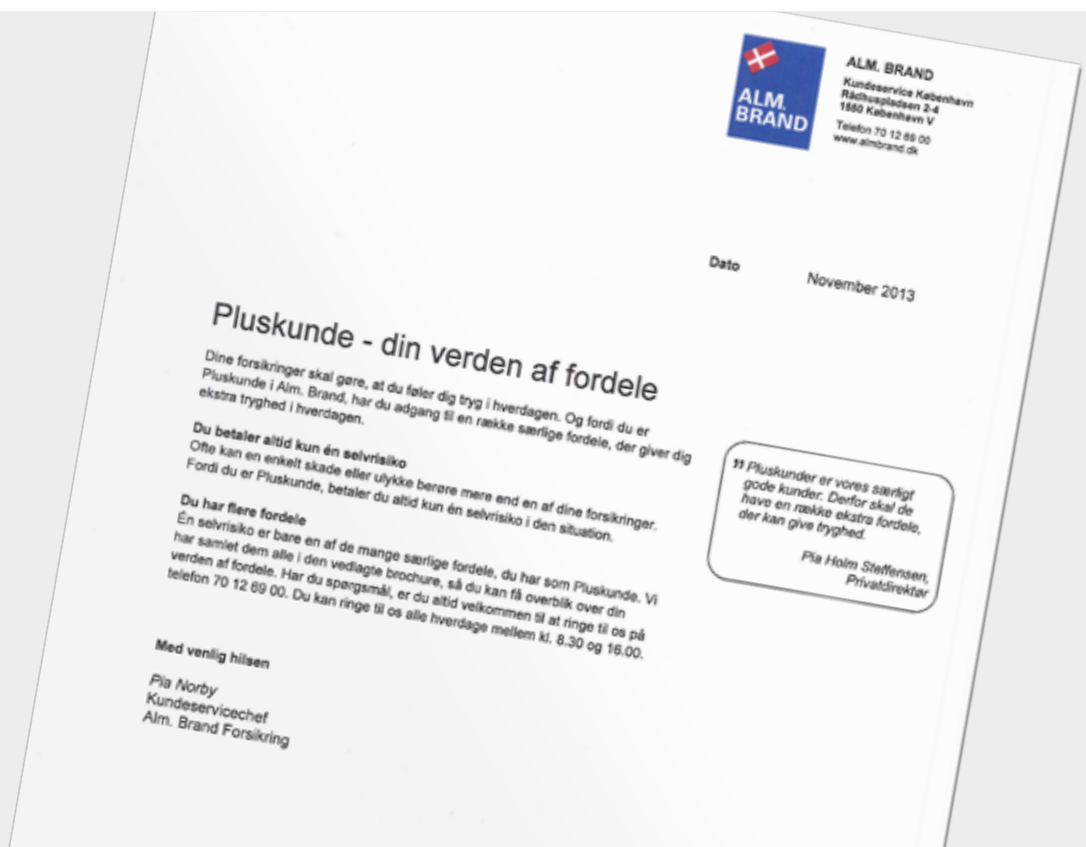 ALM.
BRAND
ALM. BRAND
Kundeservice København
Rådhuspladsen 2-4
1550 København V
Telefon 70 12 69 00
www.almbrand.dk
Dato November 2013
Pluskunde - din verden af fordele
Dine forsikringer skal gøre, at du føler dig tryg i hverdagen. Og fordi du er
Pluskunde i Alm. Brand, har du adgang til en række særlige fordele, der giver dig
ekstra tryghed i hverdagen.
Du betaler altid kun én selvrisiko
Ofte kan en enkelt skade eller ulykke berøre mere end en af dine forsikringer.
Fordi du er Pluskunde, betaler du altid kun én selvrisiko i den situation.
Du har flere fordele
Én selvrisiko er bare en af de mange særlige fordele, du har som Pluskunde. Vi
har samlet dem alle i den vedlagte brochure, så du kan få overblik over din
verden af fordele. Har du spørgsmål, er du altid velkommen til at ringe til os på
telefon 70 12 69 00. Du kan ringe til os alle hverdage mellem kl. 8.30 og 16.00.
Med venlig hilsen
Pia Norby
Kundeservicechef
Alm. Brand Forsikring
” Pluskunder er vores særligt
gode kunder. Derfor skal de
have en række ekstra fordele,
der kan give tryghed.
Pia Holm Steffensen,
Privatdirektør